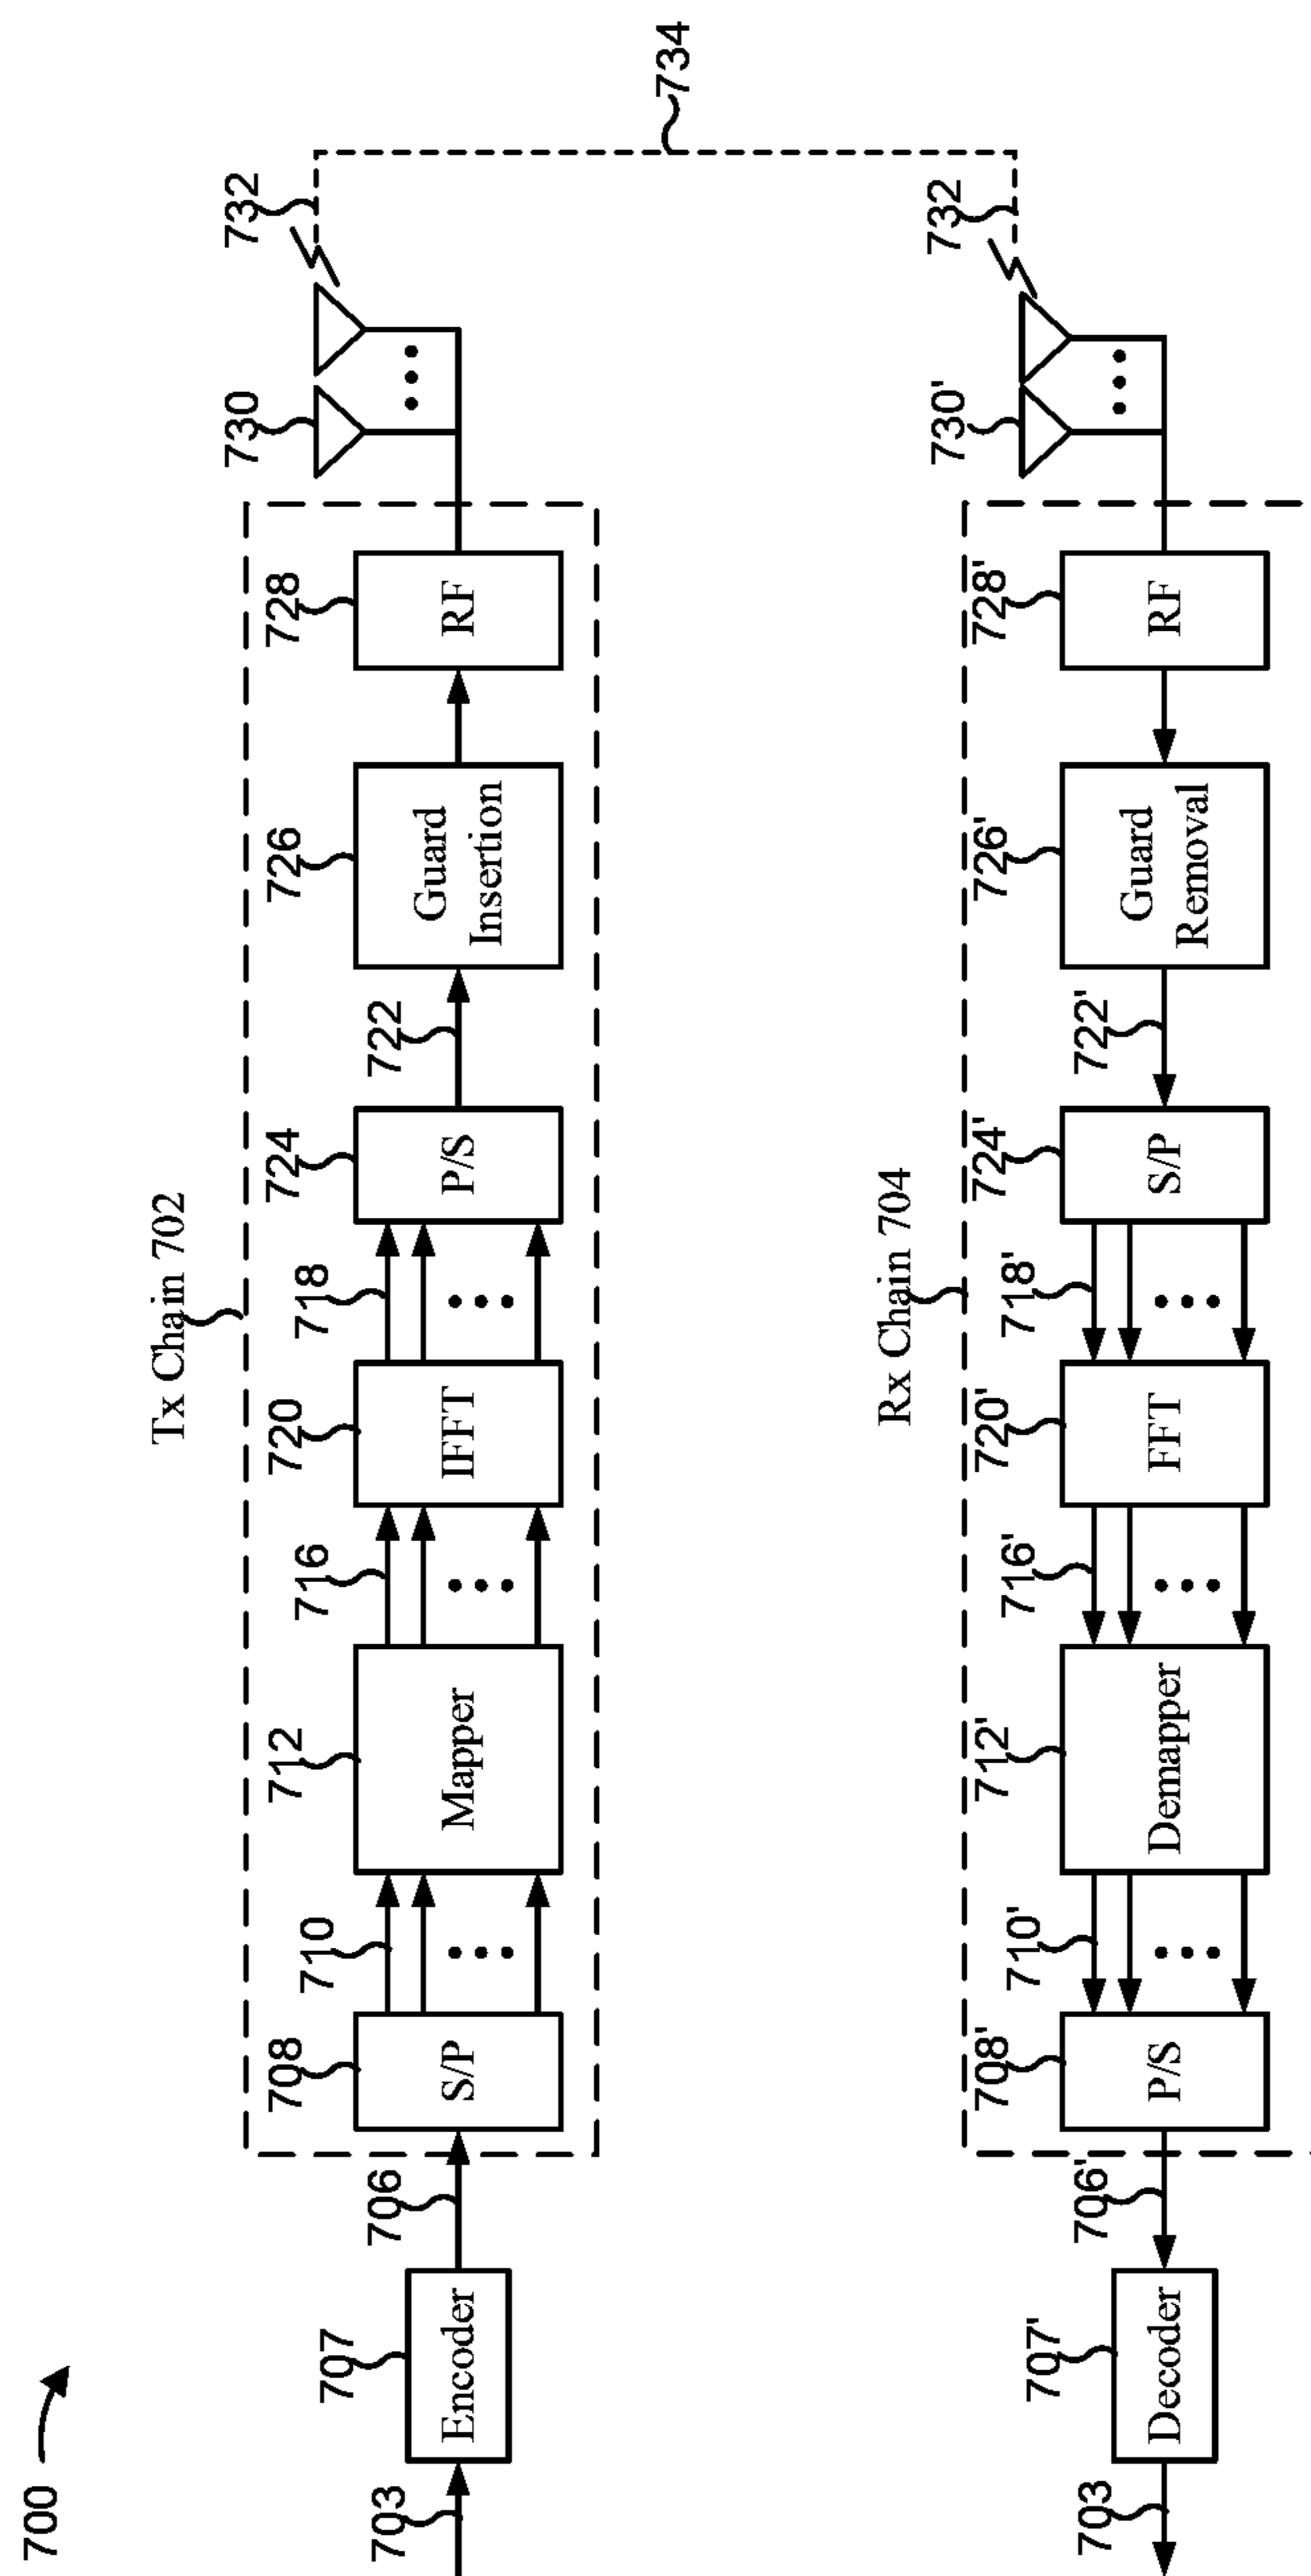 700
Tx Chain 702
703
707
Encoder
706
708
S/P
710
712
Mapper
716
720
IFFT
718
724
P/S
722
726
Guard
Insertion
728
RF
730
732
734
Rx Chain 704
703
707'
Decoder
706'
708'
P/S
710'
712'
Demapper
716'
720'
FFT
718'
724'
S/P
722'
726'
Guard
Removal
728'
RF
730'
732